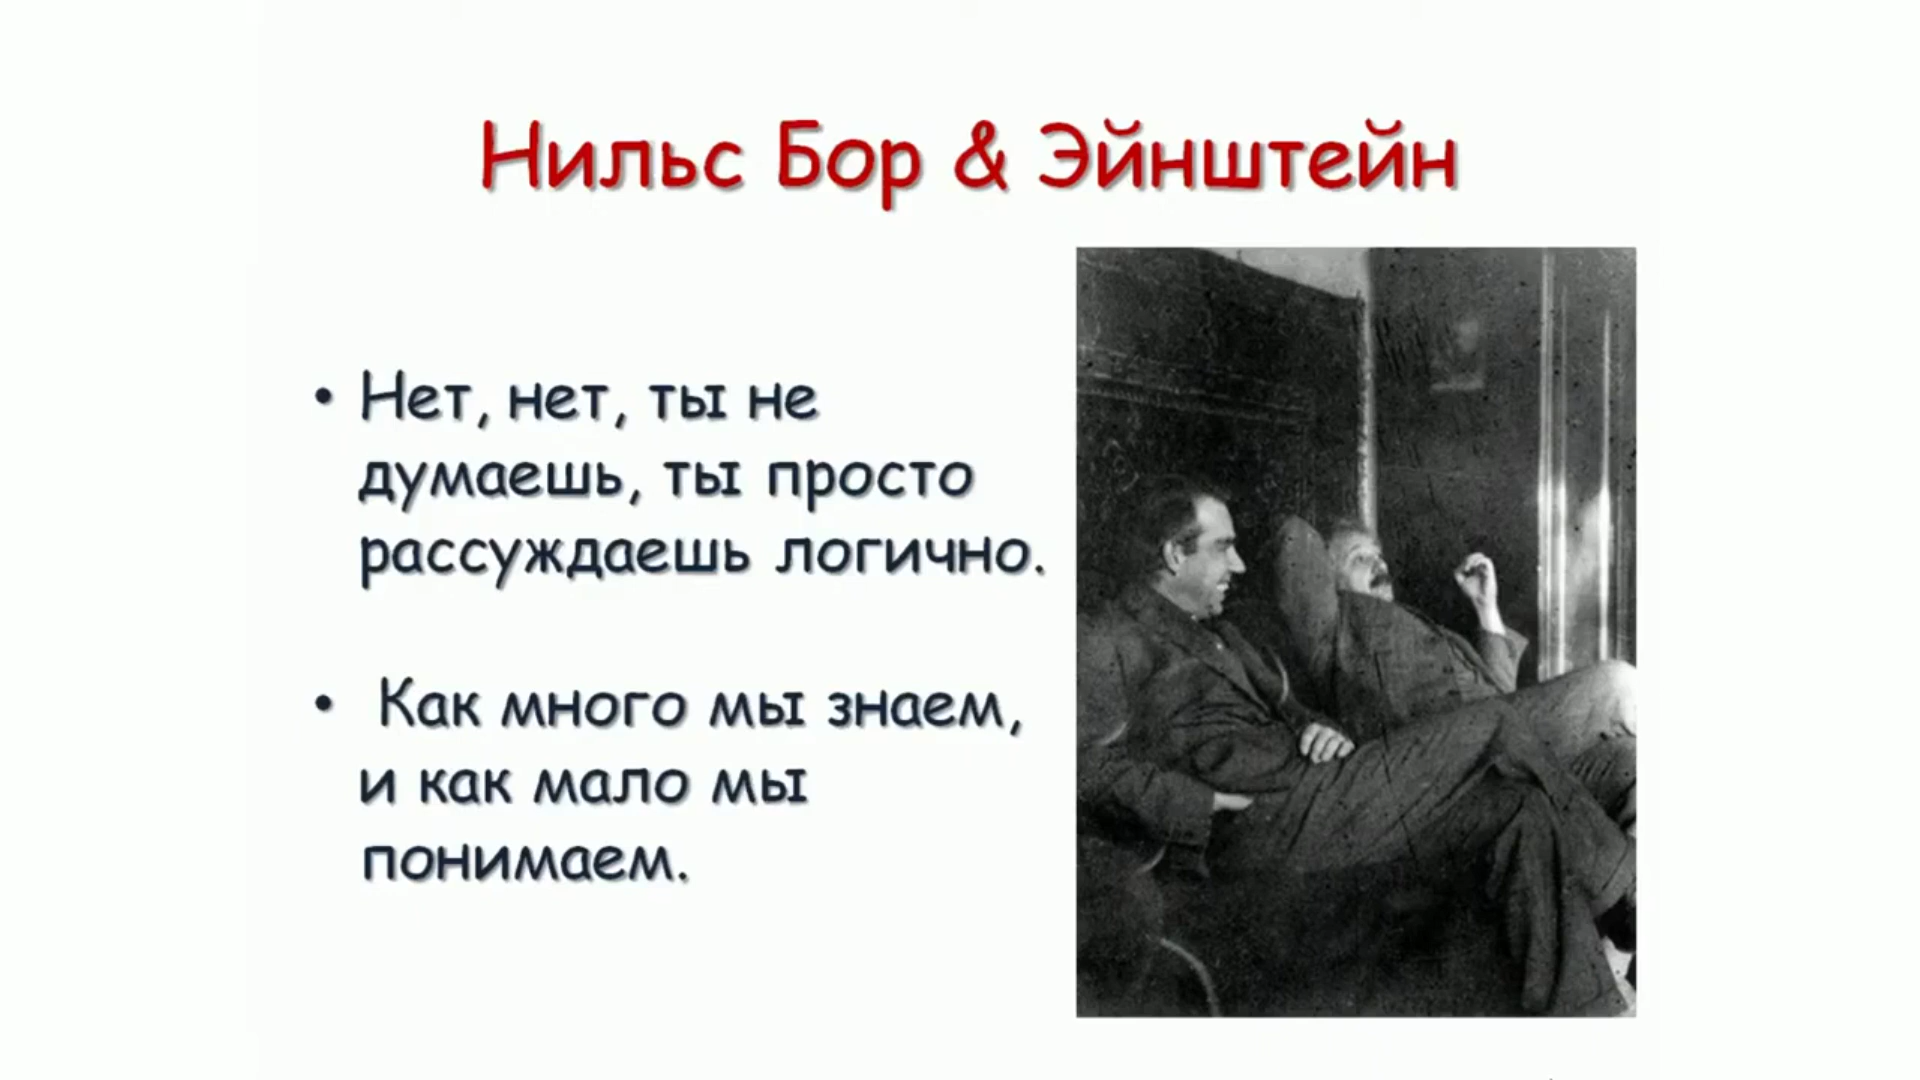 Нильс Бор & Эйнштейн
• Нет, нет, ты не
думаешь, ты просто
рассуждаешь логично.
• Как много мы знаем,
и как мало мы
понимаем.